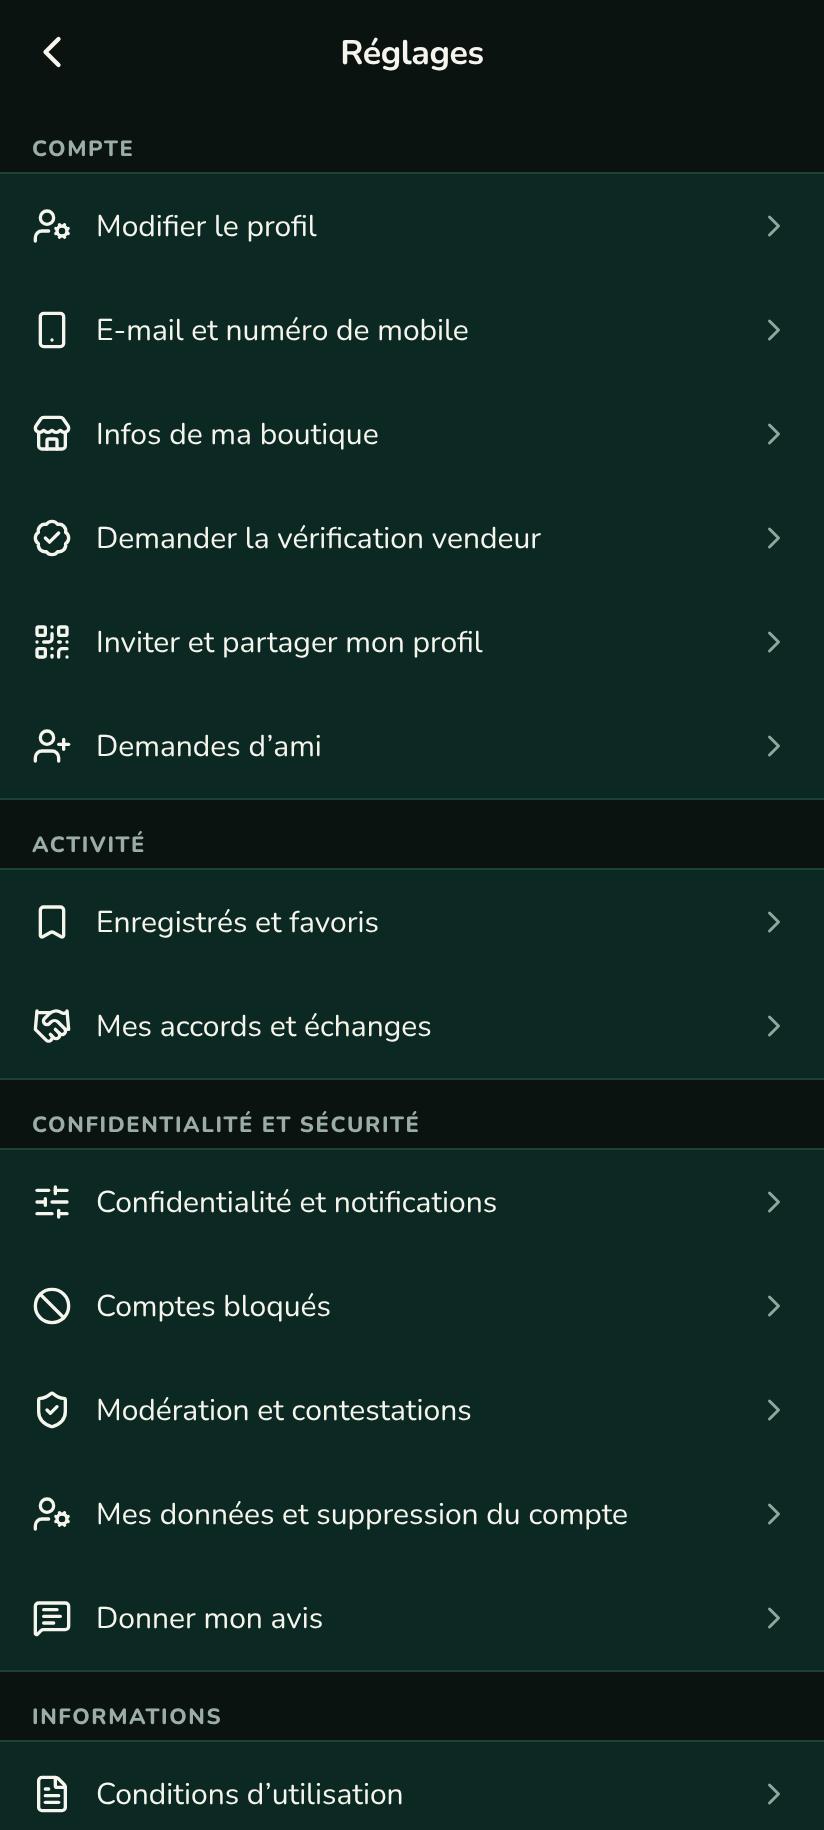 Réglages
COMPTE
Modifier le profil
E-mail et numéro de mobile
Infos de ma boutique
Demander la vérification vendeur
Inviter et partager mon profil
Demandes d’ami
ACTIVITÉ
Enregistrés et favoris
Mes accords et échanges
CONFIDENTIALITÉ ET SÉCURITÉ
Confidentialité et notifications
Comptes bloqués
Modération et contestations
Mes données et suppression du compte
Donner mon avis
INFORMATIONS
Conditions d’utilisation